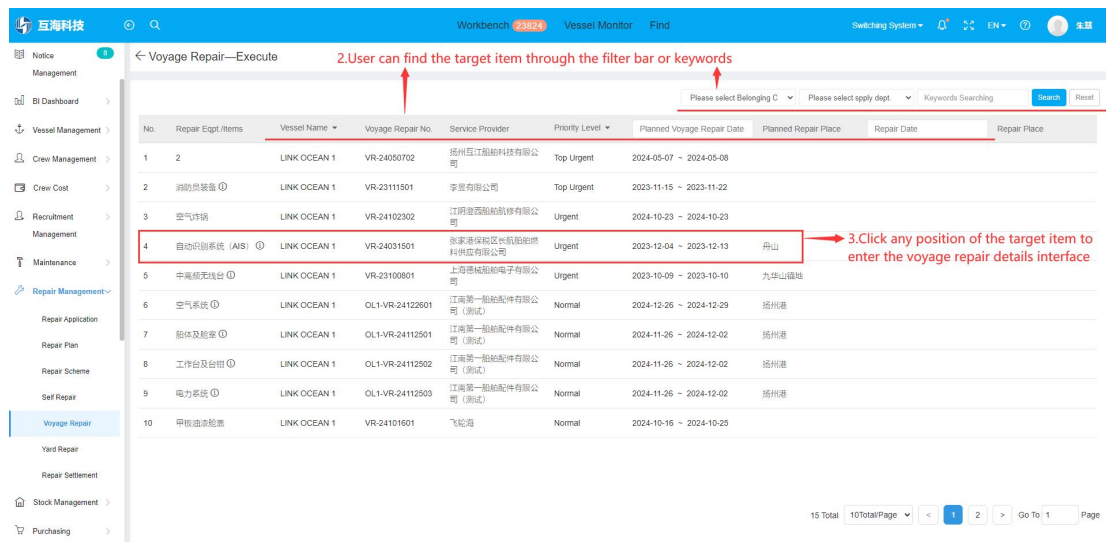 互海科技
Workbench 23824 Vessel Monitor Find
Switching System EN 朱慧
Notice Management 8
BI Dashboard
Vessel Management
Crew Management
Crew Cost
Recruitment
Management
Maintenance
Repair Management
Repair Application
Repair Plan
Repair Scheme
Self Repair
Voyage Repair
Yard Repair
Repair Settlement
Stock Management
Purchasing
Voyage Repair—Execute
2.User can find the target item through the filter bar or keywords
Please select Belonging C Please select spply dept. Keywords Searching Search Reset
No. Repair Eqpt./Items Vessel Name Voyage Repair No. Service Provider Priority Level Planned Voyage Repair Date Planned Repair Place Repair Date Repair Place
1 2 LINK OCEAN 1 VR-24050702 扬州互江船舶科技有限公司 Top Urgent 2024-05-07 ~ 2024-05-08
2 消防员装备 LINK OCEAN 1 VR-23111501 李昱有限公司 Top Urgent 2023-11-15 ~ 2023-11-22
3 空气炸锅 LINK OCEAN 1 VR-24102302 江阴澄西船舶航修有限公司 Urgent 2024-10-23 ~ 2024-10-23
4 自动识别系统（AIS） LINK OCEAN 1 VR-24031501 张家港保税区长航船舶燃料供应有限公司 Urgent 2023-12-04 ~ 2023-12-13 舟山
3.Click any position of the target item to
enter the voyage repair details interface
5 中高频无线台 LINK OCEAN 1 VR-23100801 上海德械船舶电子有限公司 Urgent 2023-10-09 ~ 2023-10-10 九华山锚地
6 空气系统 LINK OCEAN 1 OL1-VR-24122601 江南第一船舶配件有限公司（测试） Normal 2024-12-26 ~ 2024-12-29 扬州港
7 船体及舱室 LINK OCEAN 1 OL1-VR-24112501 江南第一船舶配件有限公司（测试） Normal 2024-11-26 ~ 2024-12-02 扬州港
8 工作台及台钳 LINK OCEAN 1 OL1-VR-24112502 江南第一船舶配件有限公司（测试） Normal 2024-11-26 ~ 2024-12-02 扬州港
9 电力系统 LINK OCEAN 1 OL1-VR-24112503 江南第一船舶配件有限公司（测试） Normal 2024-11-26 ~ 2024-12-02 扬州港
10 甲板油漆舱盖 LINK OCEAN 1 VR-24101601 飞轮海 Normal 2024-10-16 ~ 2024-10-25
15 Total 10Total/Page < 1 2 > Go To 1 Page